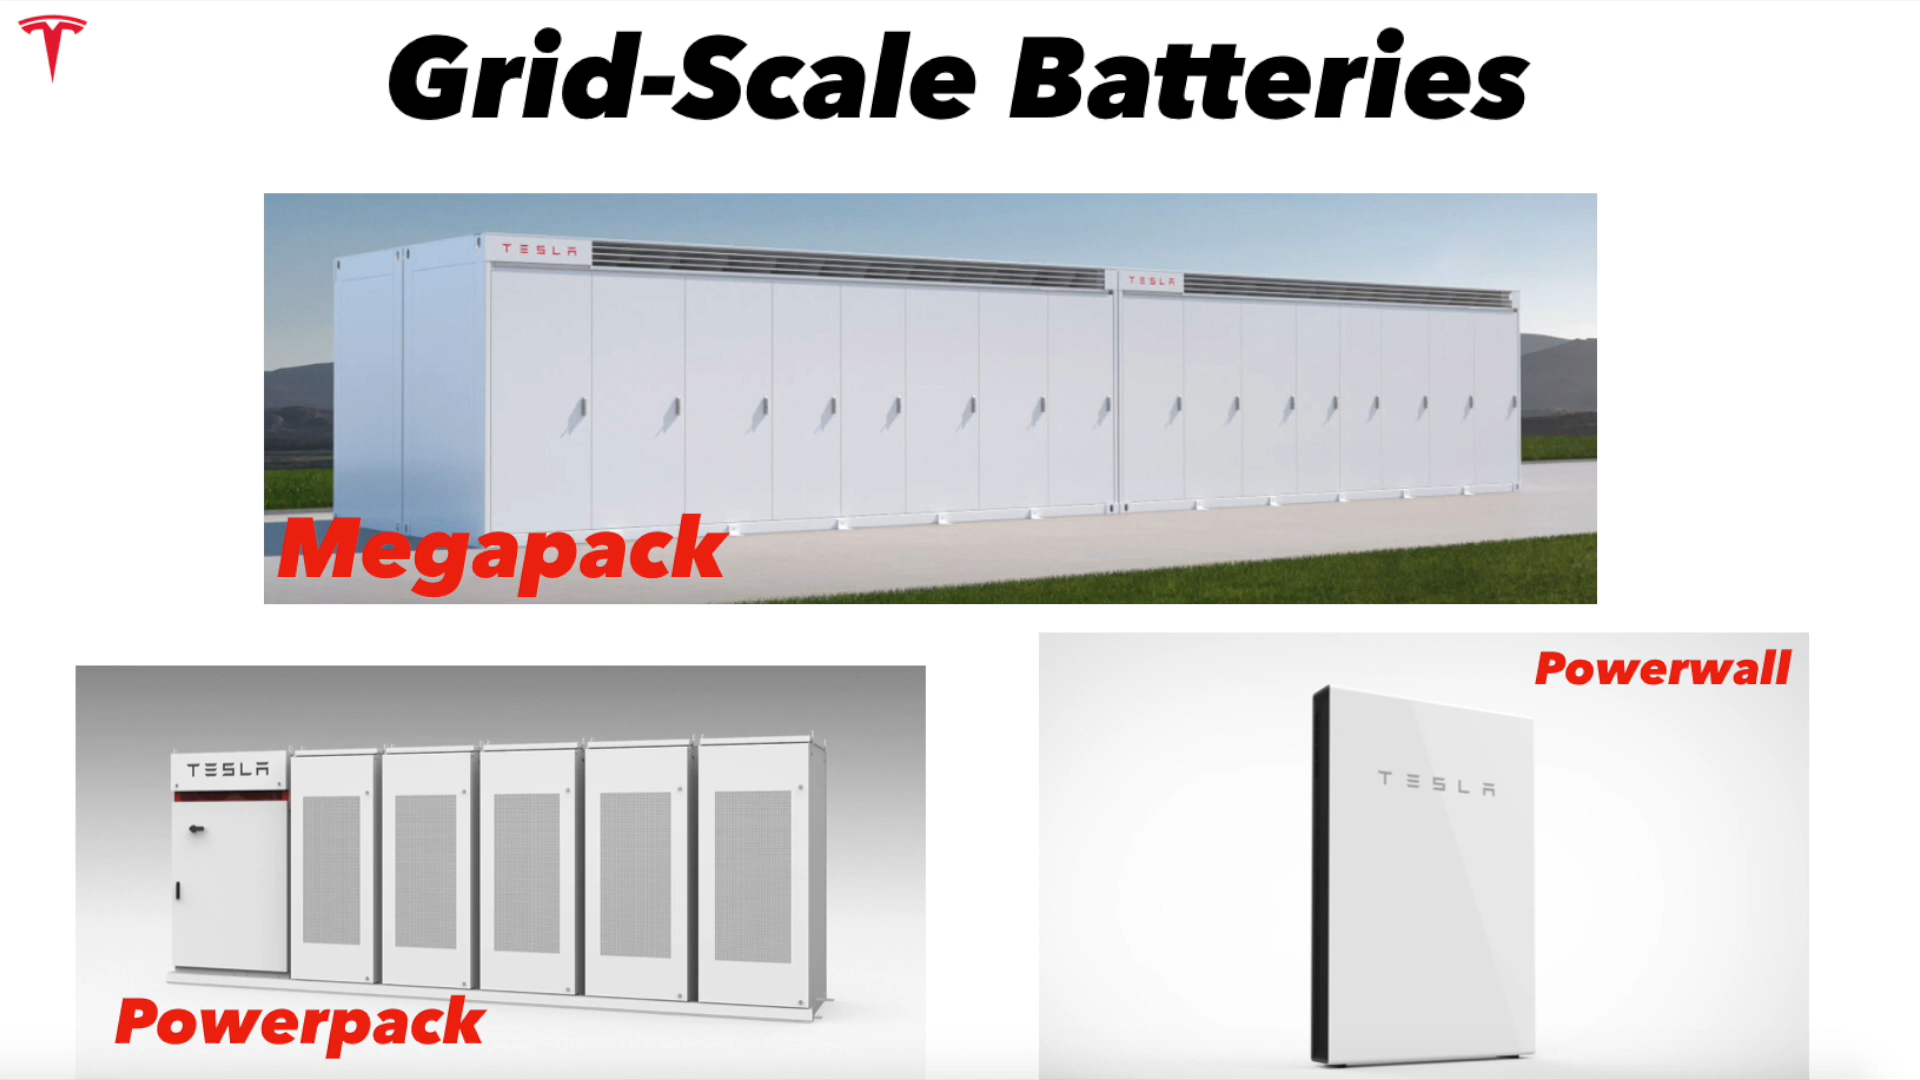 Grid-Scale Batteries
TESLA
TESLA
Megapack
Powerwall
TESLA
TESLA
Powerpack